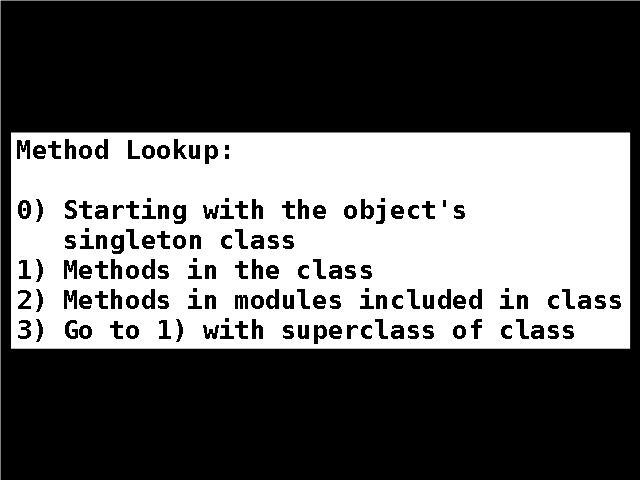 Method Lookup:
0) Starting with the object's
singleton class
1) Methods in the class
2) Methods in modules included in class
3) Go to 1) with superclass of class